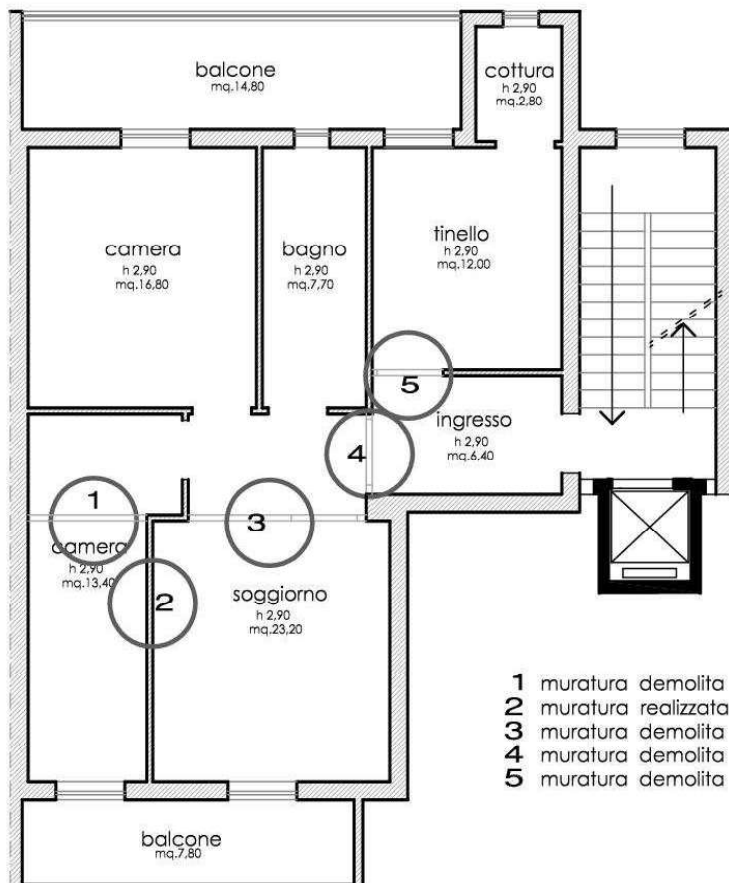 balcone
mq.14,80
cottura
h 2,90
mq.2,80
camera
h 2,90
mq.16,80
bagno
h 2,90
mq.7,70
tinello
h 2,90
mq.12,00
5
ingresso
h 2,90
mq.6.40
4
1
camera
h 2,90
mq.13,40
3
2
soggiorno
h 2,90
mq.23,20
1 muratura demolita
2 muratura realizzata
3 muratura demolita
4 muratura demolita
5 muratura demolita
balcone
mq.7,80